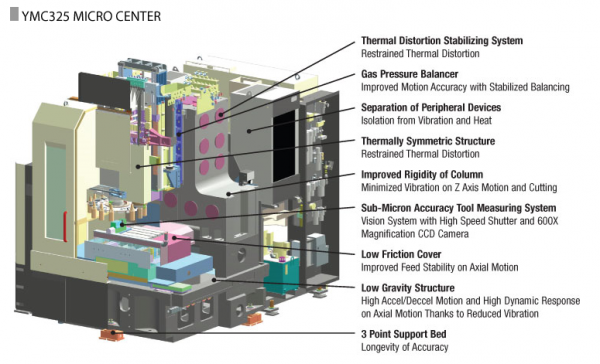 YMC325 MICRO CENTER
Thermal Distortion Stabilizing System
Restrained Thermal Distortion
Gas Pressure Balancer
Improved Motion Accuracy with Stabilized Balancing
Separation of Peripheral Devices
Isolation from Vibration and Heat
Thermally Symmetric Structure
Restrained Thermal Distortion
Improved Rigidity of Column
Minimized Vibration on Z Axis Motion and Cutting
Sub-Micron Accuracy Tool Measuring System
Vision System with High Speed Shutter and 600X
Magnification CCD Camera
Low Friction Cover
Improved Feed Stability on Axial Motion
Low Gravity Structure
High Accel/Deccel Motion and High Dynamic Response
on Axial Motion Thanks to Reduced Vibration
3 Point Support Bed
Longevity of Accuracy